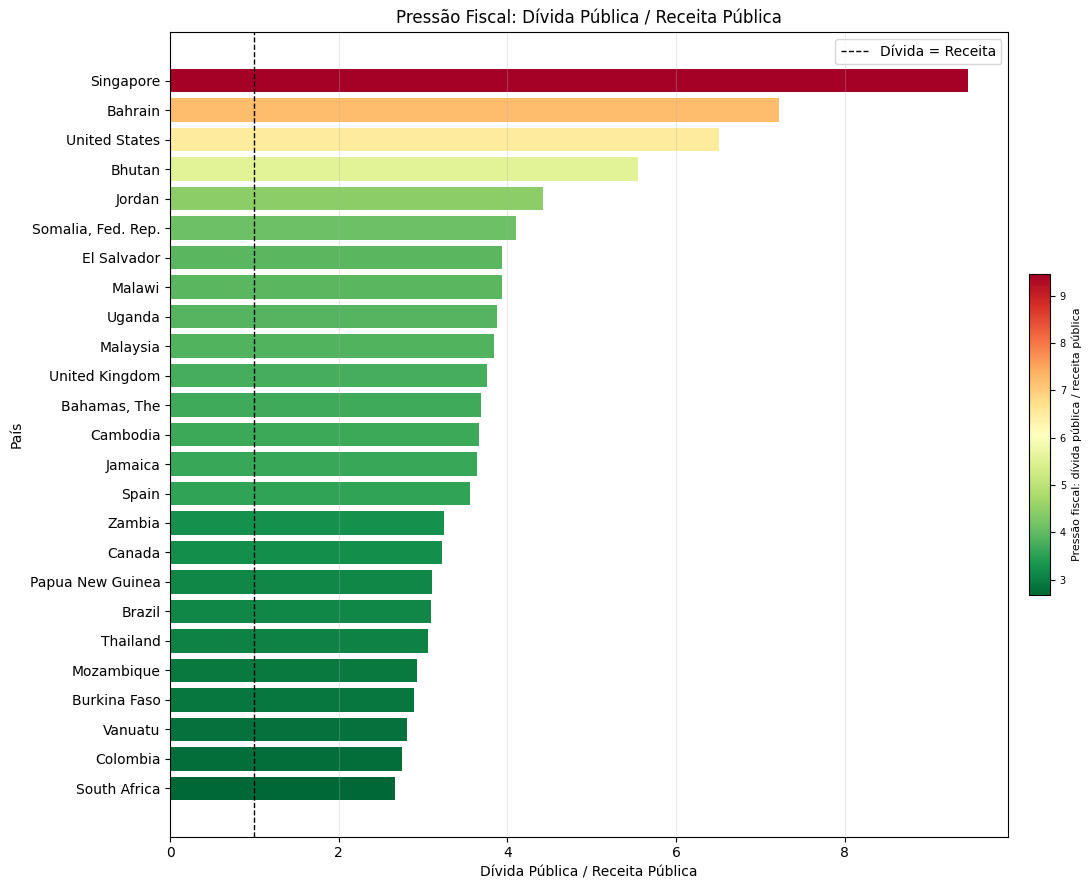 Pressão Fiscal: Dívida Pública / Receita Pública
Dívida = Receita
País
Singapore
Bahrain
United States
Bhutan
Jordan
Somalia, Fed. Rep.
El Salvador
Malawi
Uganda
Malaysia
United Kingdom
Bahamas, The
Cambodia
Jamaica
Spain
Zambia
Canada
Papua New Guinea
Brazil
Thailand
Mozambique
Burkina Faso
Vanuatu
Colombia
South Africa
0 2 4 6 8
Dívida Pública / Receita Pública
9
8
7
6
5
4
3
Pressão fiscal: dívida pública / receita pública